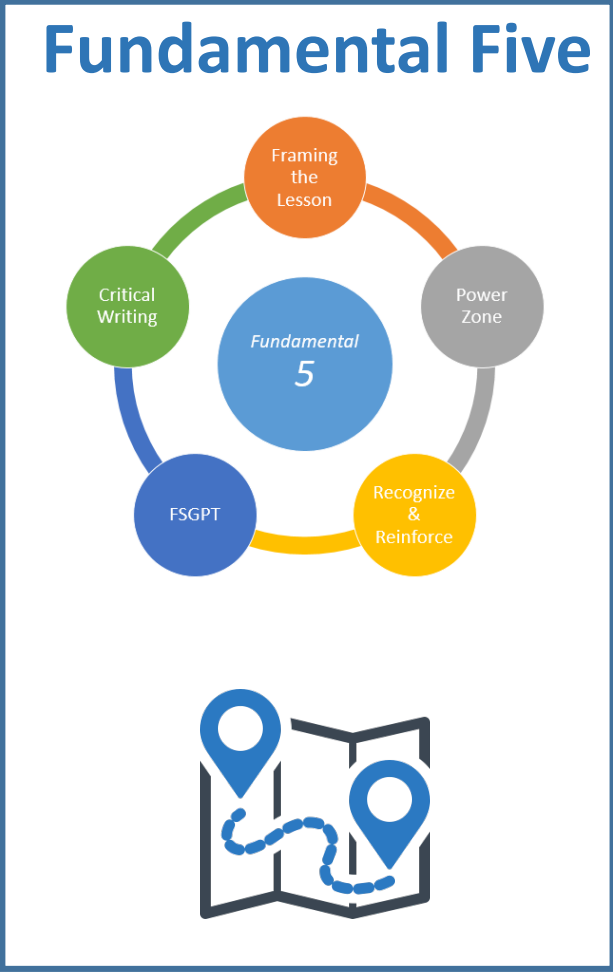 Fundamental Five
Framing
the
Lesson
Power
Zone
Recognize
&
Reinforce
FSGPT
Critical
Writing
Fundamental
5